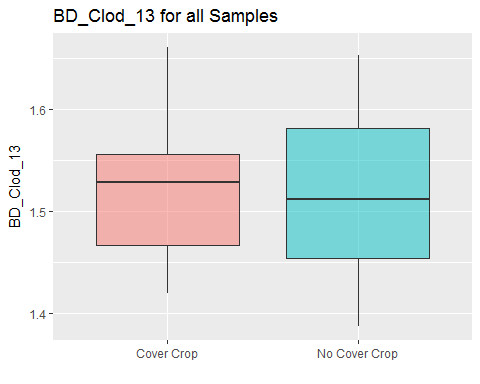 BD_Clod_13 for all Samples
BD_Clod_13
1.6
1.5
1.4
Cover Crop
No Cover Crop